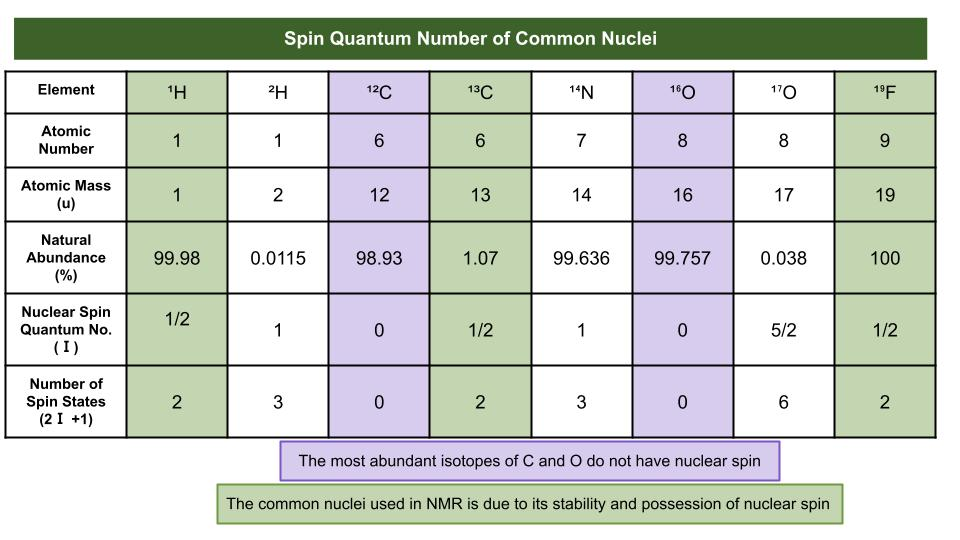 Spin Quantum Number of Common Nuclei
Element ¹H ²H ¹²C ¹³C ¹⁴N ¹⁶O ¹⁷O ¹⁹F
Atomic
Number
1 1 6 6 7 8 8 9
Atomic Mass
(u)
1 2 12 13 14 16 17 19
Natural
Abundance
(%)
99.98 0.0115 98.93 1.07 99.636 99.757 0.038 100
Nuclear Spin
Quantum No.
( I )
1/2 1 0 1/2 1 0 5/2 1/2
Number of
Spin States
(2 I +1)
2 3 0 2 3 0 6 2
The most abundant isotopes of C and O do not have nuclear spin
The common nuclei used in NMR is due to its stability and possession of nuclear spin